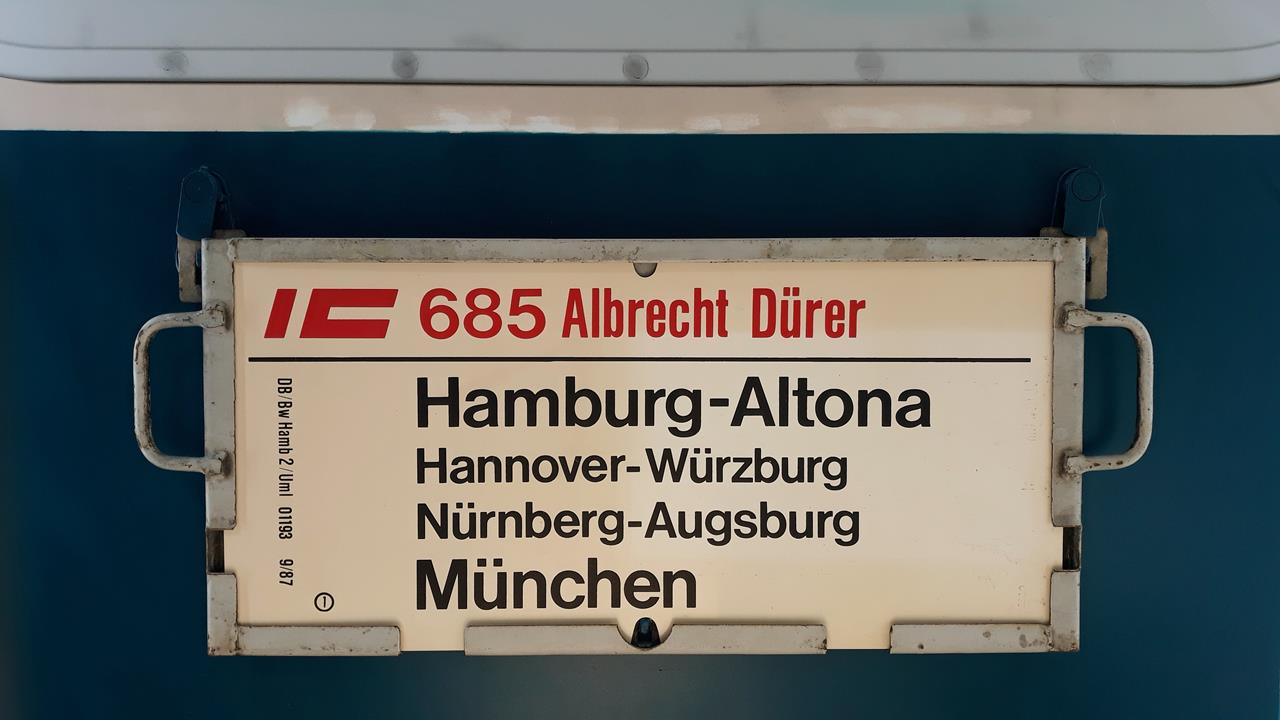 IC 685 Albrecht Dürer
Hamburg-Altona
Hannover-Würzburg
Nürnberg-Augsburg
München
DB/Bw Hamb 2/Uml 01193 9/87
1